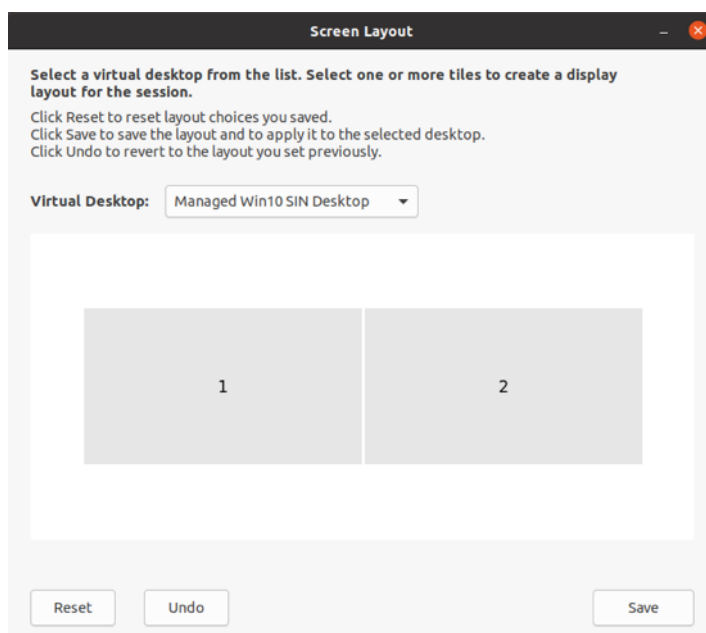 Screen Layout
Select a virtual desktop from the list. Select one or more tiles to create a display
layout for the session.
Click Reset to reset layout choices you saved.
Click Save to save the layout and to apply it to the selected desktop.
Click Undo to revert to the layout you set previously.
Virtual Desktop: Managed Win10 SIN Desktop
1 2
Reset Undo Save